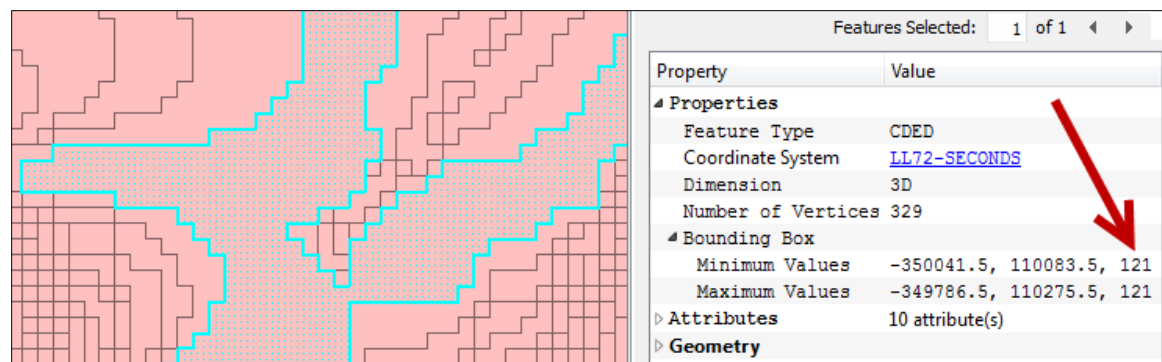 Features Selected: 1 of 1
Property Value
Properties
Feature Type CDED
Coordinate System LL72-SECONDS
Dimension 3D
Number of Vertices 329
Bounding Box
Minimum Values -350041.5, 110083.5, 121
Maximum Values -349786.5, 110275.5, 121
Attributes 10 attribute(s)
Geometry